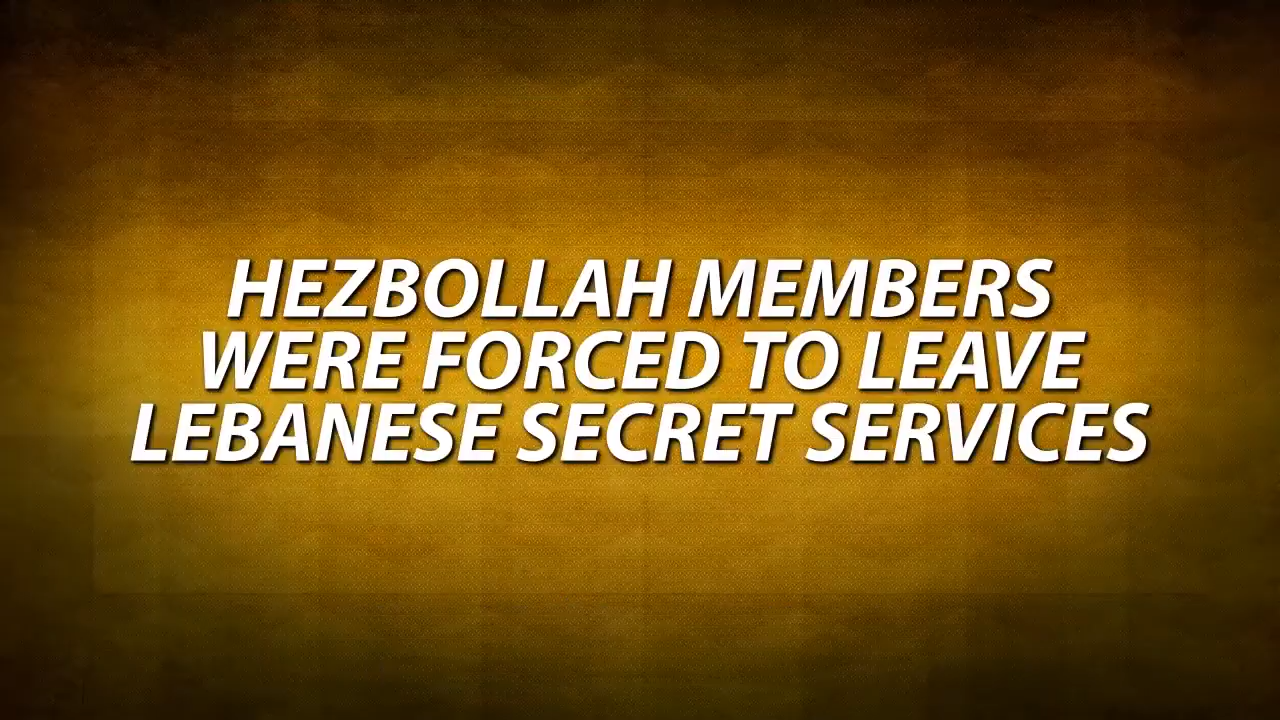 HEZBOLLAH MEMBERS
WERE FORCED TO LEAVE
LEBANESE SECRET SERVICES